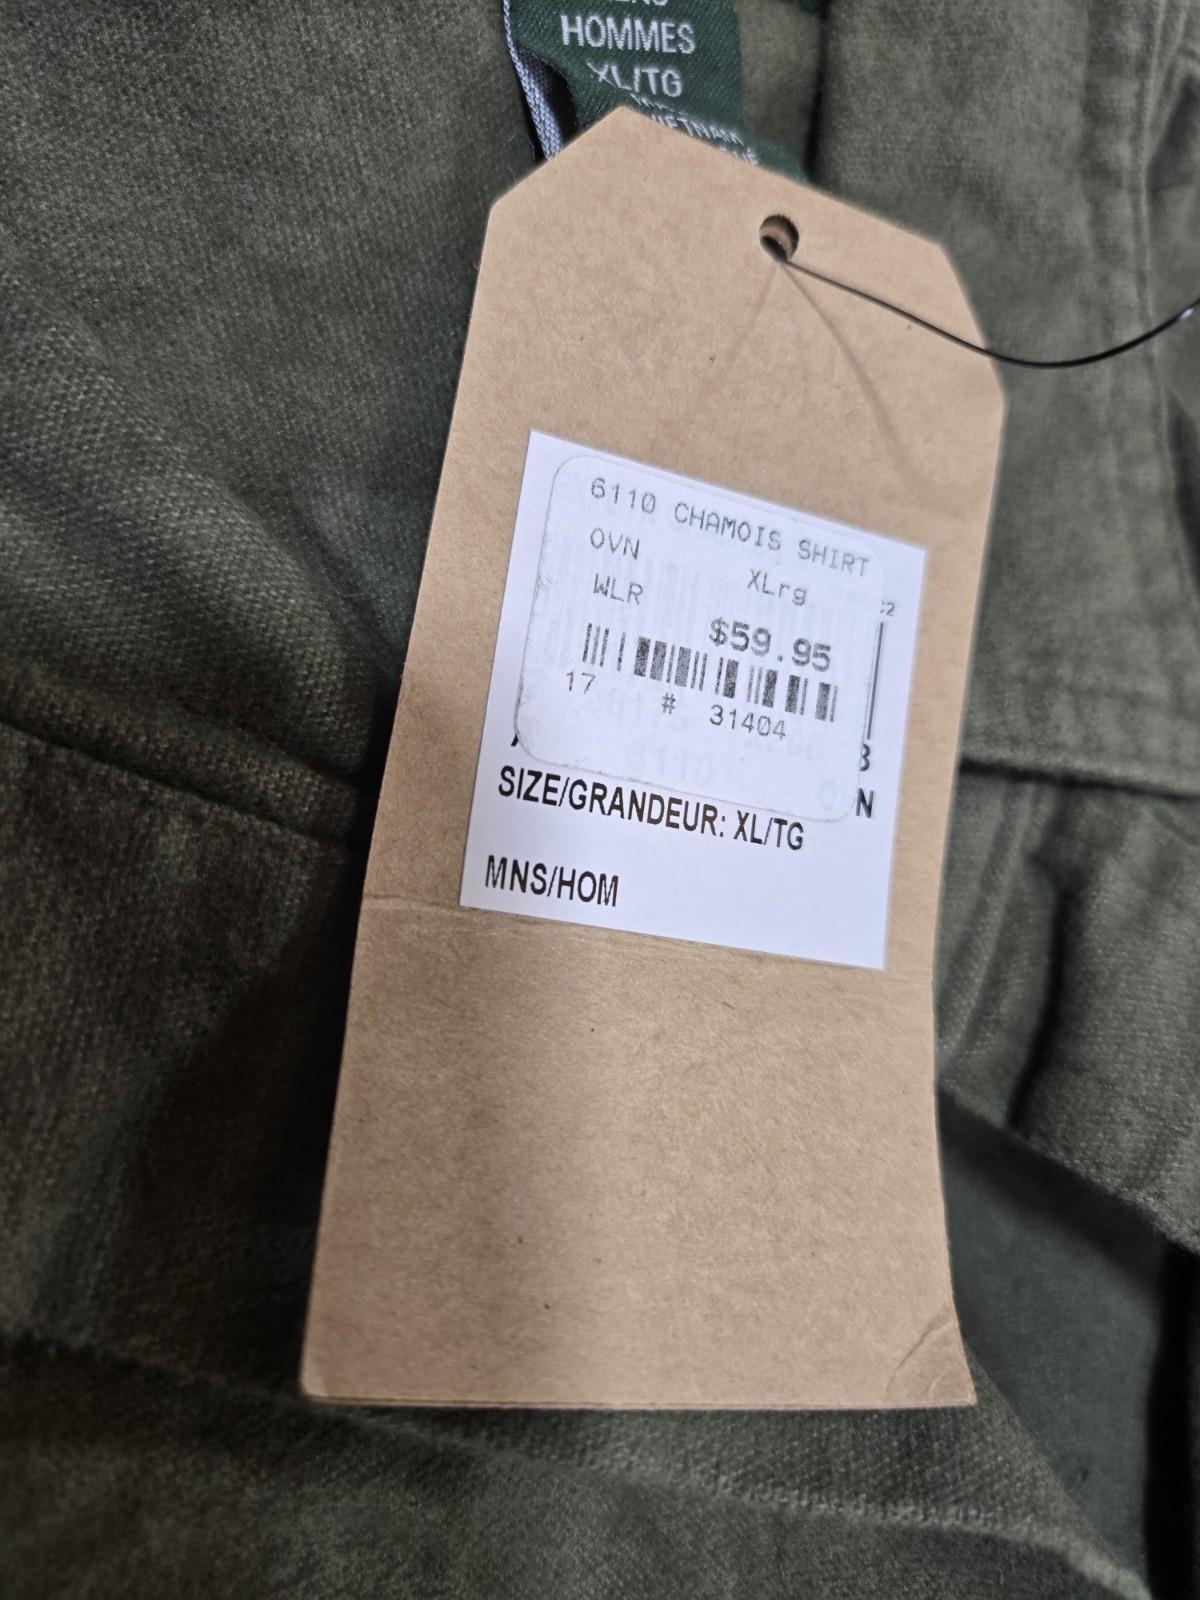 HOMMES
XL/TG
VIETNAM
6110 CHAMOIS SHIRT
OVN XLrg
WLR
$59.95
17 # 31404
SIZE/GRANDEUR: XL/TG
MNS/HOM